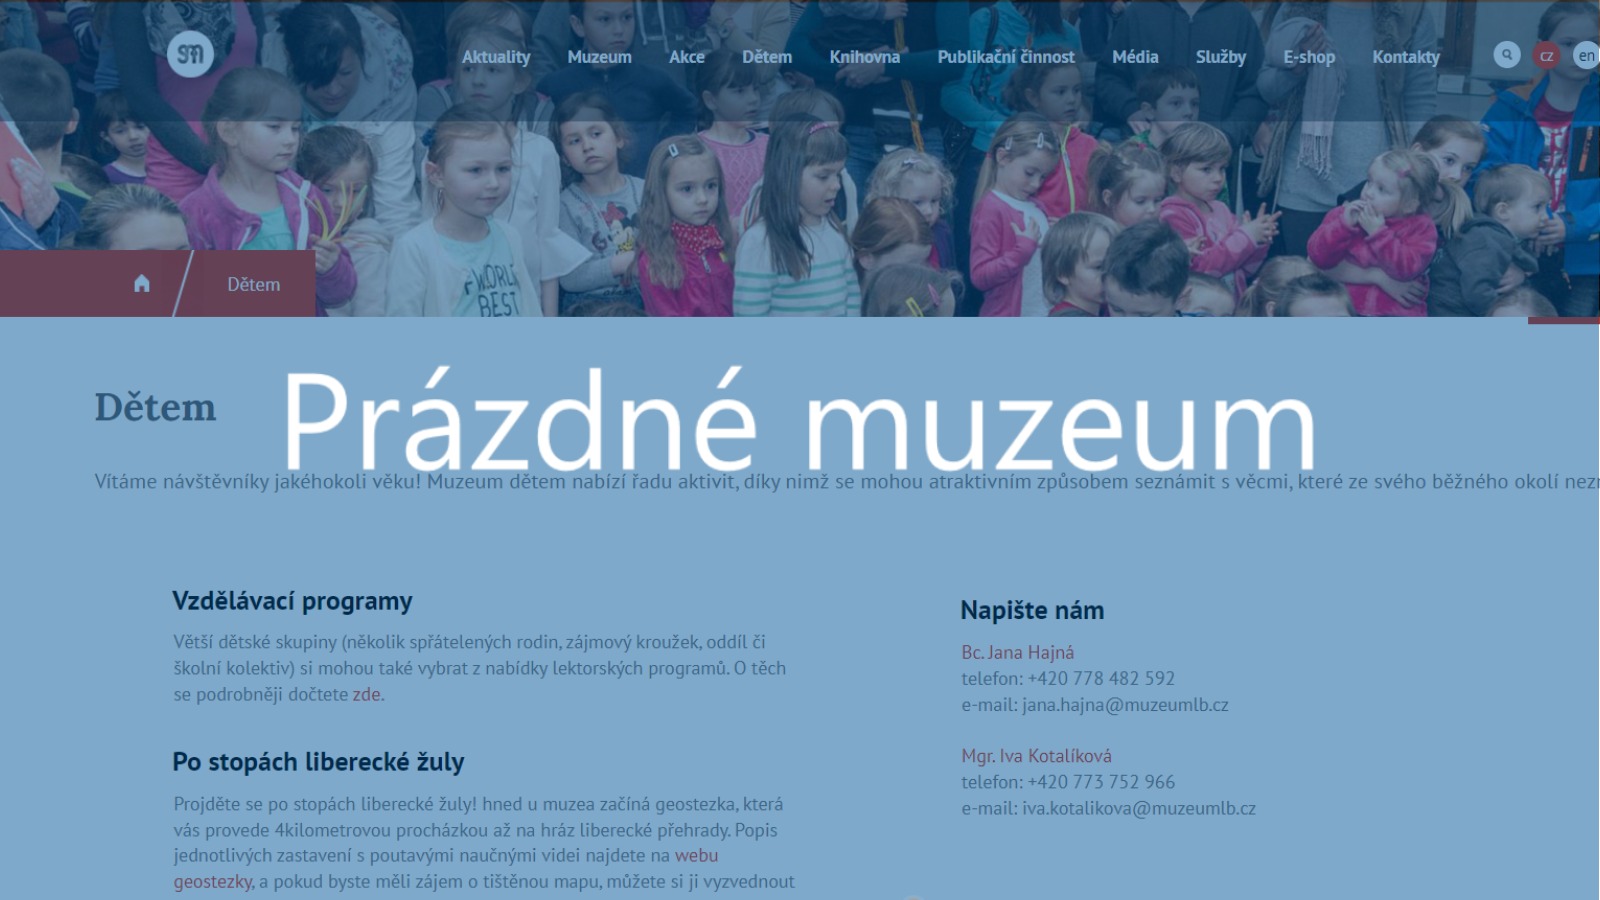 sm
Aktuality Muzeum Akce Dětem Knihovna Publikační činnost Média Služby E-shop Kontakty cz en
WORLD
BEST
Dětem
Dětem
Prázdné muzeum
Vítáme návštěvníky jakéhokoli věku! Muzeum dětem nabízí řadu aktivit, díky nimž se mohou atraktivním způsobem seznámit s věcmi, které ze svého běžného okolí
Vzdělávací programy
Větší dětské skupiny (několik spřátelených rodin, zájmový kroužek, oddíl či
školní kolektiv) si mohou také vybrat z nabídky lektorských programů. O těch
se podrobněji dočtete zde.
Po stopách liberecké žuly
Projděte se po stopách liberecké žuly! hned u muzea začíná geostezka, která
vás provede 4kilometrovou procházkou až na hráz liberecké přehrady. Popis
jednotlivých zastavení s poutavými naučnými videi najdete na webu
geostezky, a pokud byste měli zájem o tištěnou mapu, můžete si ji vyzvednout
Napište nám
Bc. Jana Hajná
telefon: +420 778 482 592
e-mail: jana.hajna@muzeumlb.cz
Mgr. Iva Kotalíková
telefon: +420 773 752 966
e-mail: iva.kotalikova@muzeumlb.cz